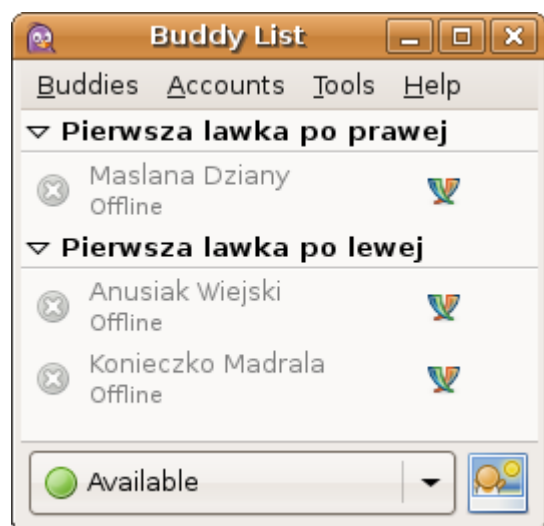 Buddy List
Buddies Accounts Tools Help
Pierwsza lawka po prawej
Maslana Dziany
Offline
Pierwsza lawka po lewej
Anusiak Wiejski
Offline
Konieczko Madrala
Offline
Available